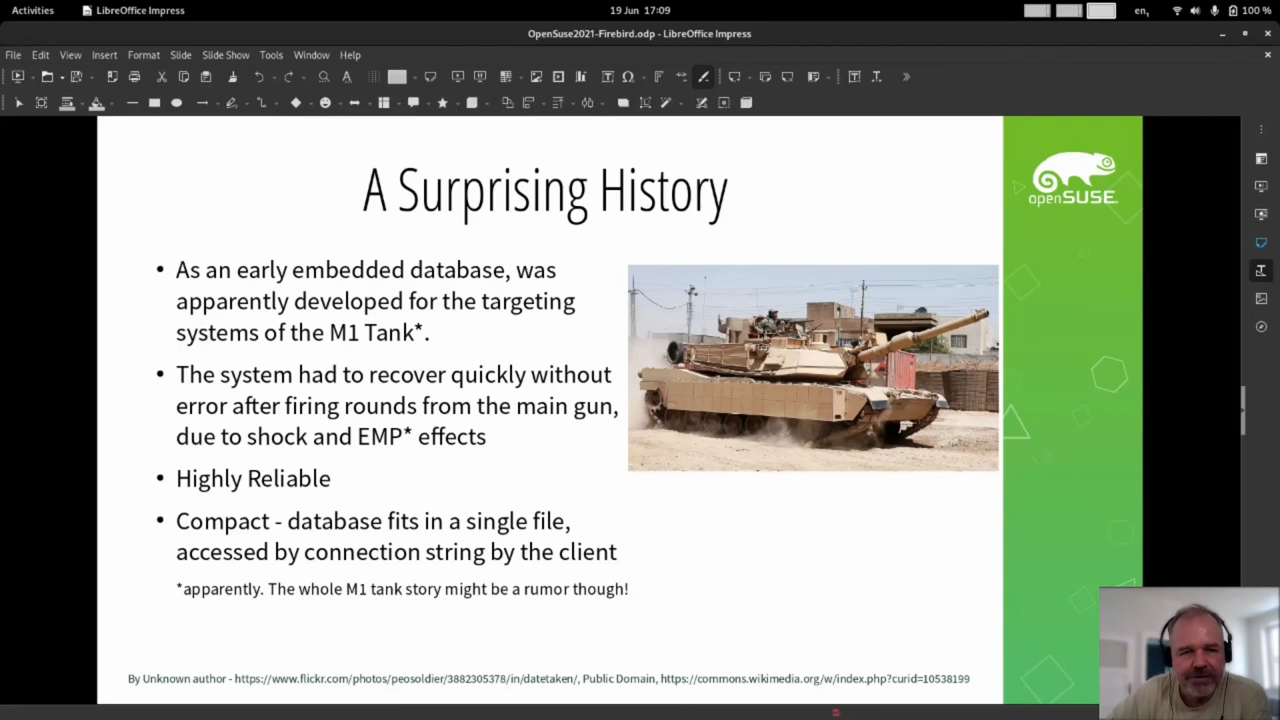 Activities LibreOffice Impress 19 Jun 17:09 en, 100 %
OpenSuse2021-Firebird.odp - LibreOffice Impress
File Edit View Insert Format Slide Slide Show Tools Window Help
A Surprising History
openSUSE
• As an early embedded database, was
apparently developed for the targeting
systems of the M1 Tank*.
• The system had to recover quickly without
error after firing rounds from the main gun,
due to shock and EMP* effects
• Highly Reliable
• Compact - database fits in a single file,
accessed by connection string by the client
*apparently. The whole M1 tank story might be a rumor though!
By Unknown author - https://www.flickr.com/photos/peosoldier/3882305378/in/datetaken/, Public Domain, https://commons.wikimedia.org/w/index.php?curid=10538199